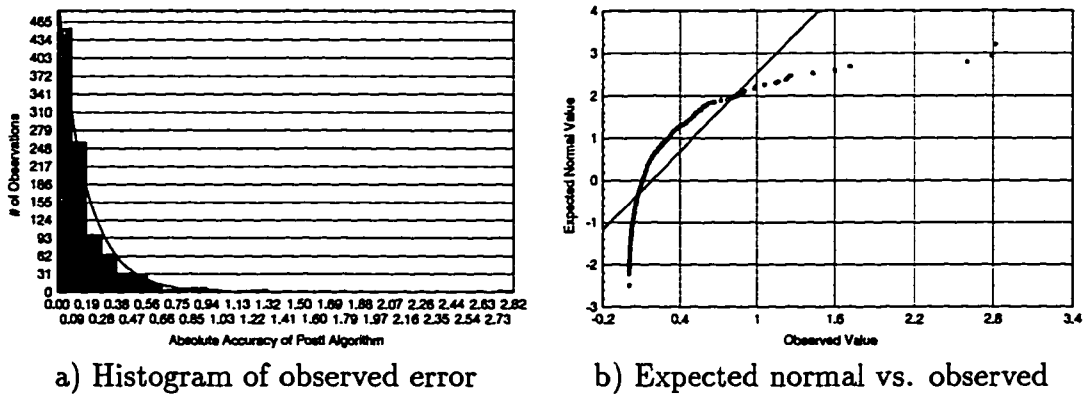 465
434
403
372
341
310
279
248
217
186
155
124
93
62
31
0
# of Observations
0.00 0.19 0.38 0.56 0.75 0.94 1.13 1.32 1.50 1.69 1.88 2.07 2.26 2.44 2.63 2.82
0.09 0.28 0.47 0.66 0.85 1.03 1.22 1.41 1.60 1.79 1.97 2.16 2.35 2.54 2.73
Absolute Accuracy of Postl Algorithm
a) Histogram of observed error
4
3
2
1
0
-1
-2
-3
Expected Normal Value
-0.2 0.4 1 1.6 2.2 2.8 3.4
Observed Value
b) Expected normal vs. observed